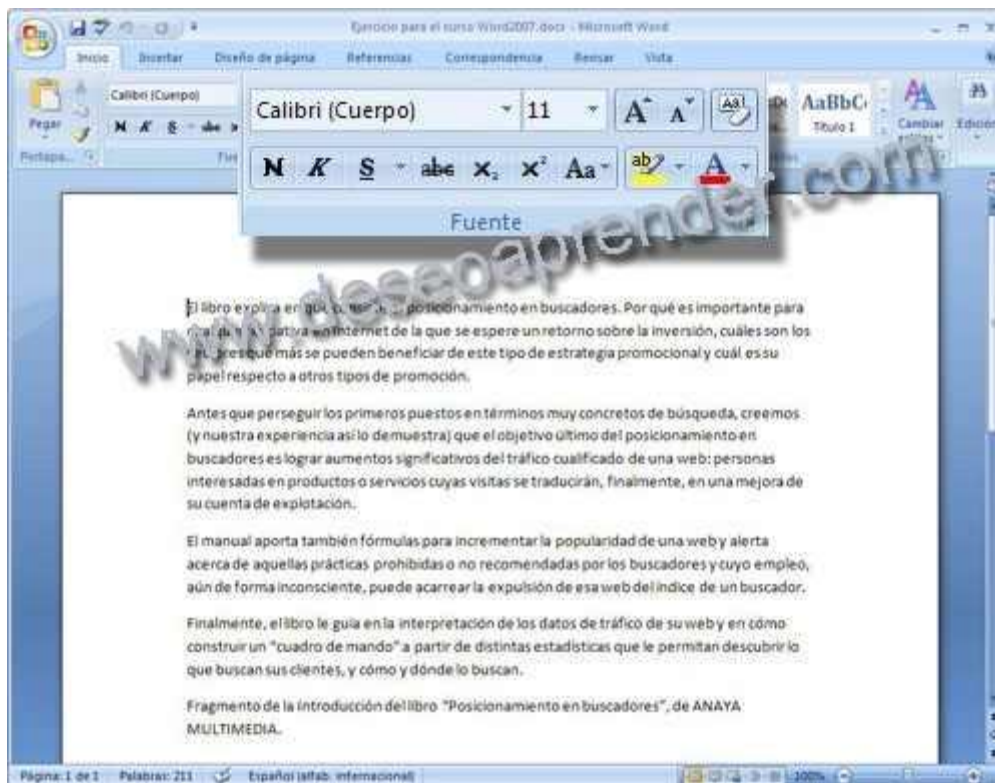 Ejercicio para el curso Word2007.docx - Microsoft Word
Inicio Insertar Diseño de página Referencias Correspondencia Revisar Vista
Calibri (Cuerpo)
Calibri (Cuerpo) 11 A A Aa
AaBbC
Pegar
N K S abc
N K S abc x₂ x² Aa ab A
Título 1
Cambiar
Edición
Portapa...
Fuente
www.deseoaprender.com
El libro explica en qué consiste el posicionamiento en buscadores. Por qué es importante para
en Internet de la que se espere un retorno sobre la inversión, cuáles son los
que más se pueden beneficiar de este tipo de estrategia promocional y cuál es su
papel respecto a otros tipos de promoción.
Antes que perseguir los primeros puestos en términos muy concretos de búsqueda, creemos
(y nuestra experiencia así lo demuestra) que el objetivo último del posicionamiento en
buscadores es lograr aumentos significativos del tráfico cualificado de una web: personas
interesadas en productos o servicios cuyas visitas se traducirán, finalmente, en una mejora de
su cuenta de explotación.
El manual aporta también fórmulas para incrementar la popularidad de una web y alerta
acerca de aquellas prácticas prohibidas o no recomendadas por los buscadores y cuyo empleo,
aún de forma inconsciente, puede acarrear la expulsión de esa web del índice de un buscador.
Finalmente, el libro le guía en la interpretación de los datos de tráfico de su web y en cómo
construir un "cuadro de mando" a partir de distintas estadísticas que le permitan descubrir lo
que buscan sus clientes, y cómo y dónde lo buscan.
Fragmento de la introducción del libro "Posicionamiento en buscadores", de ANAYA
MULTIMEDIA.
Página: 1 de 1 Palabras: 211 Español (alfab. internacional) 100%